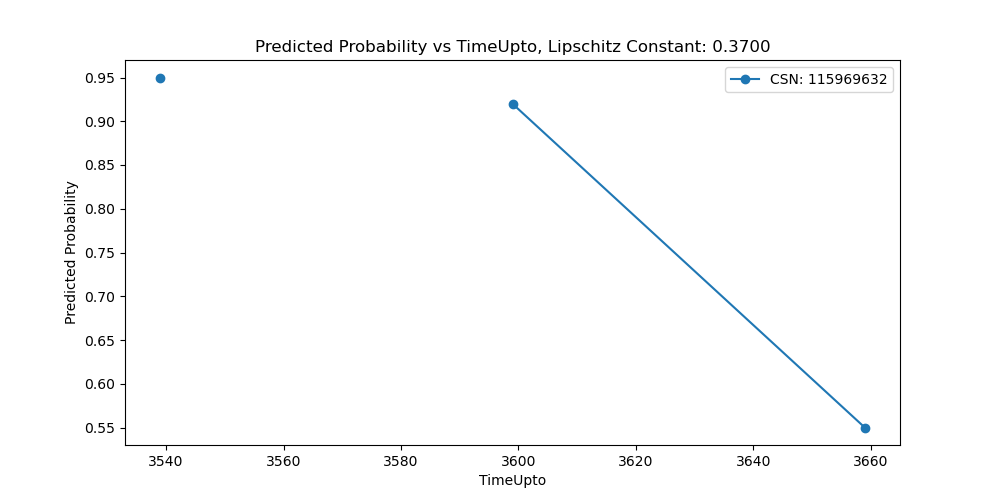 Predicted Probability vs TimeUpto, Lipschitz Constant: 0.3700
CSN: 115969632
Predicted Probability
0.95
0.90
0.85
0.80
0.75
0.70
0.65
0.60
0.55
3540 3560 3580 3600 3620 3640 3660
TimeUpto